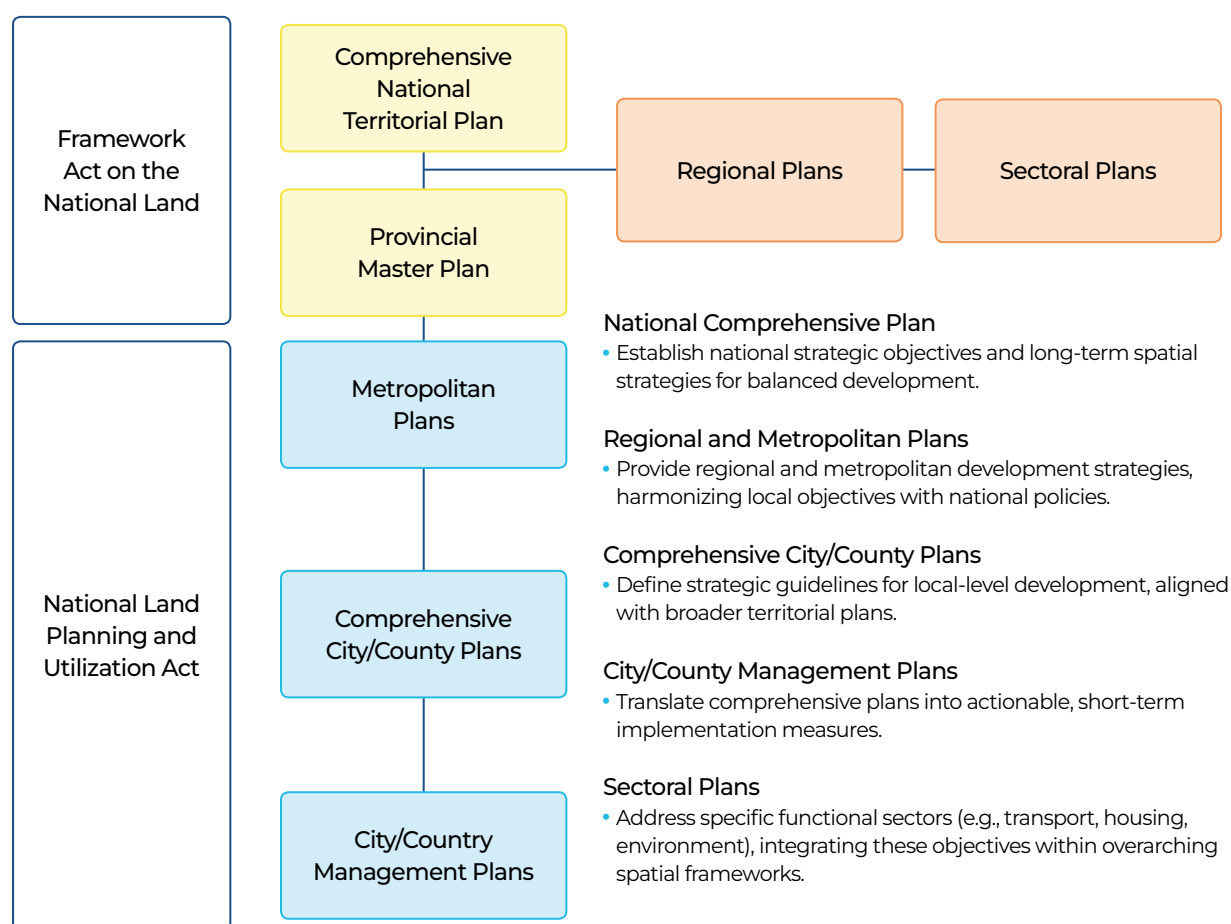 Framework
Act on the
National Land
Comprehensive
National
Territorial Plan
Regional Plans
Sectoral Plans
Provincial
Master Plan
National Land
Planning and
Utilization Act
Metropolitan
Plans
Comprehensive
City/County Plans
City/Country
Management Plans
National Comprehensive Plan
• Establish national strategic objectives and long-term spatial
strategies for balanced development.
Regional and Metropolitan Plans
• Provide regional and metropolitan development strategies,
harmonizing local objectives with national policies.
Comprehensive City/County Plans
• Define strategic guidelines for local-level development, aligned
with broader territorial plans.
City/County Management Plans
• Translate comprehensive plans into actionable, short-term
implementation measures.
Sectoral Plans
• Address specific functional sectors (e.g., transport, housing,
environment), integrating these objectives within overarching
spatial frameworks.